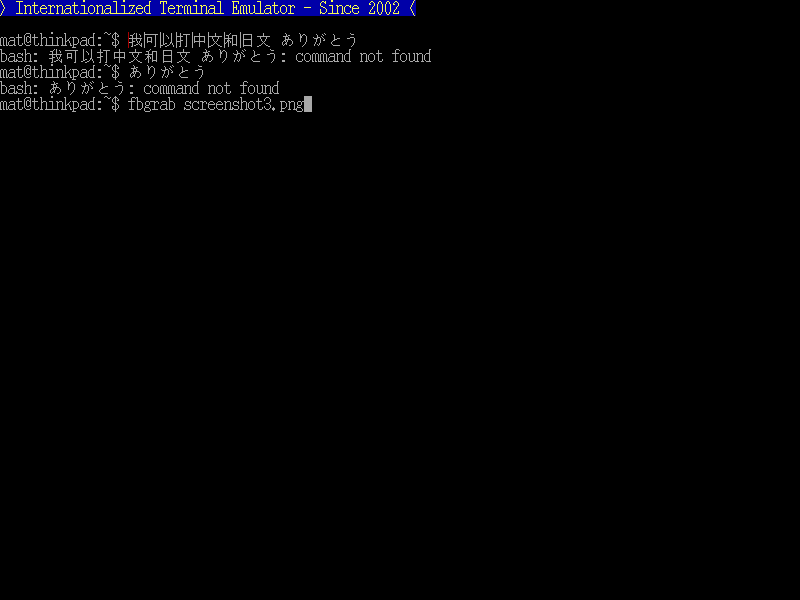 〉 Internationalized Terminal Emulator - Since 2002 〈
mat@thinkpad:~$ 我可以打中文和日文 ありがとう
bash: 我可以打中文和日文 ありがとう: command not found
mat@thinkpad:~$ ありがとう
bash: ありがとう: command not found
mat@thinkpad:~$ fbgrab screenshot3.png